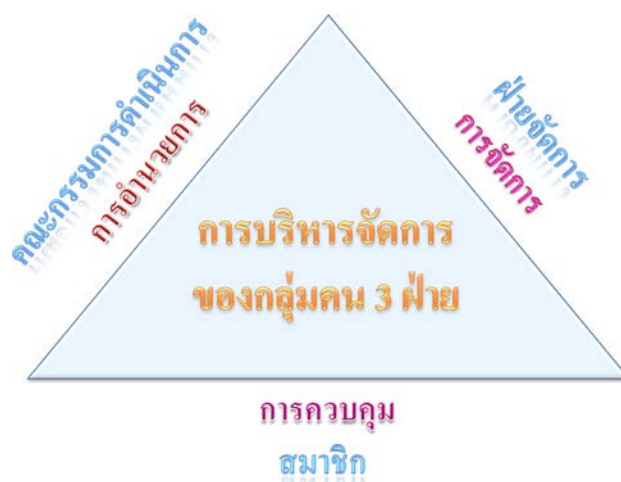 คณะกรรมการดำเนินการ
การอำนวยการ
ฝ่ายจัดการ
การจัดการ
การบริหารจัดการ
ของกลุ่มคน 3 ฝ่าย
การควบคุม
สมาชิก